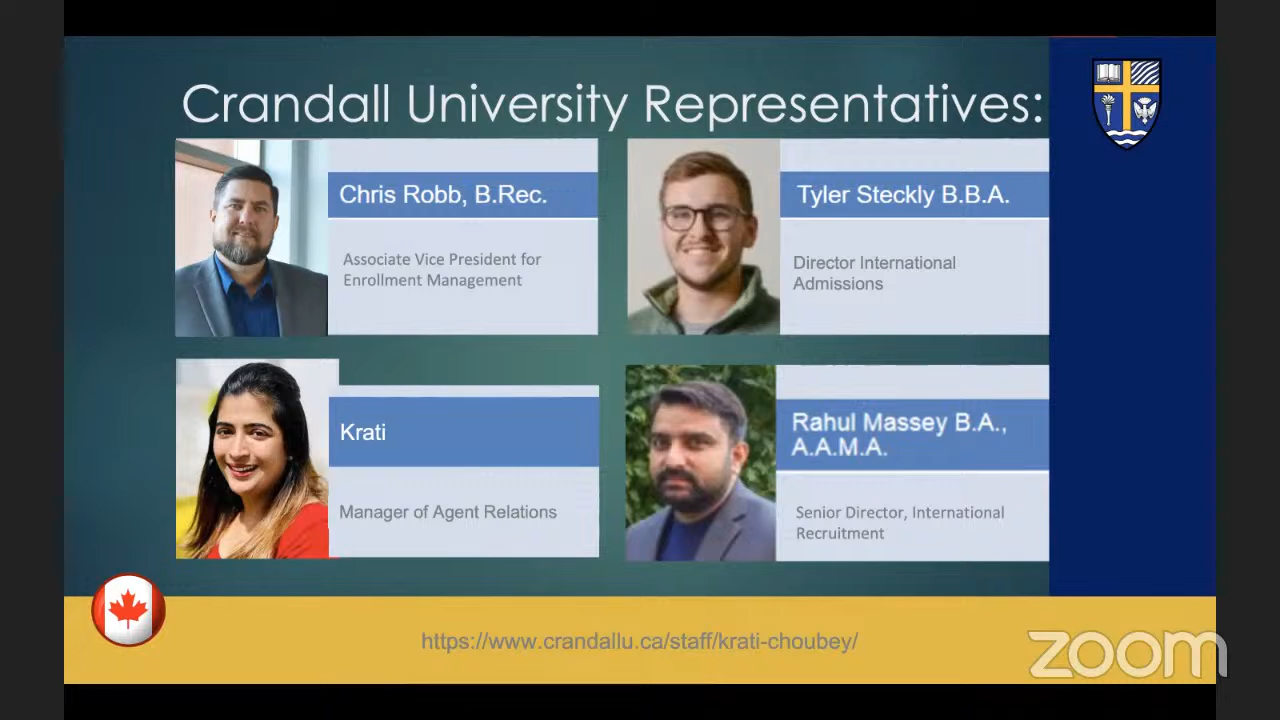 Crandall University Representatives:
Chris Robb, B.Rec.
Associate Vice President for
Enrollment Management
Tyler Steckly B.B.A.
Director International
Admissions
Krati
Manager of Agent Relations
Rahul Massey B.A.,
A.A.M.A.
Senior Director, International
Recruitment
https://www.crandallu.ca/staff/krati-choubey/
zoom